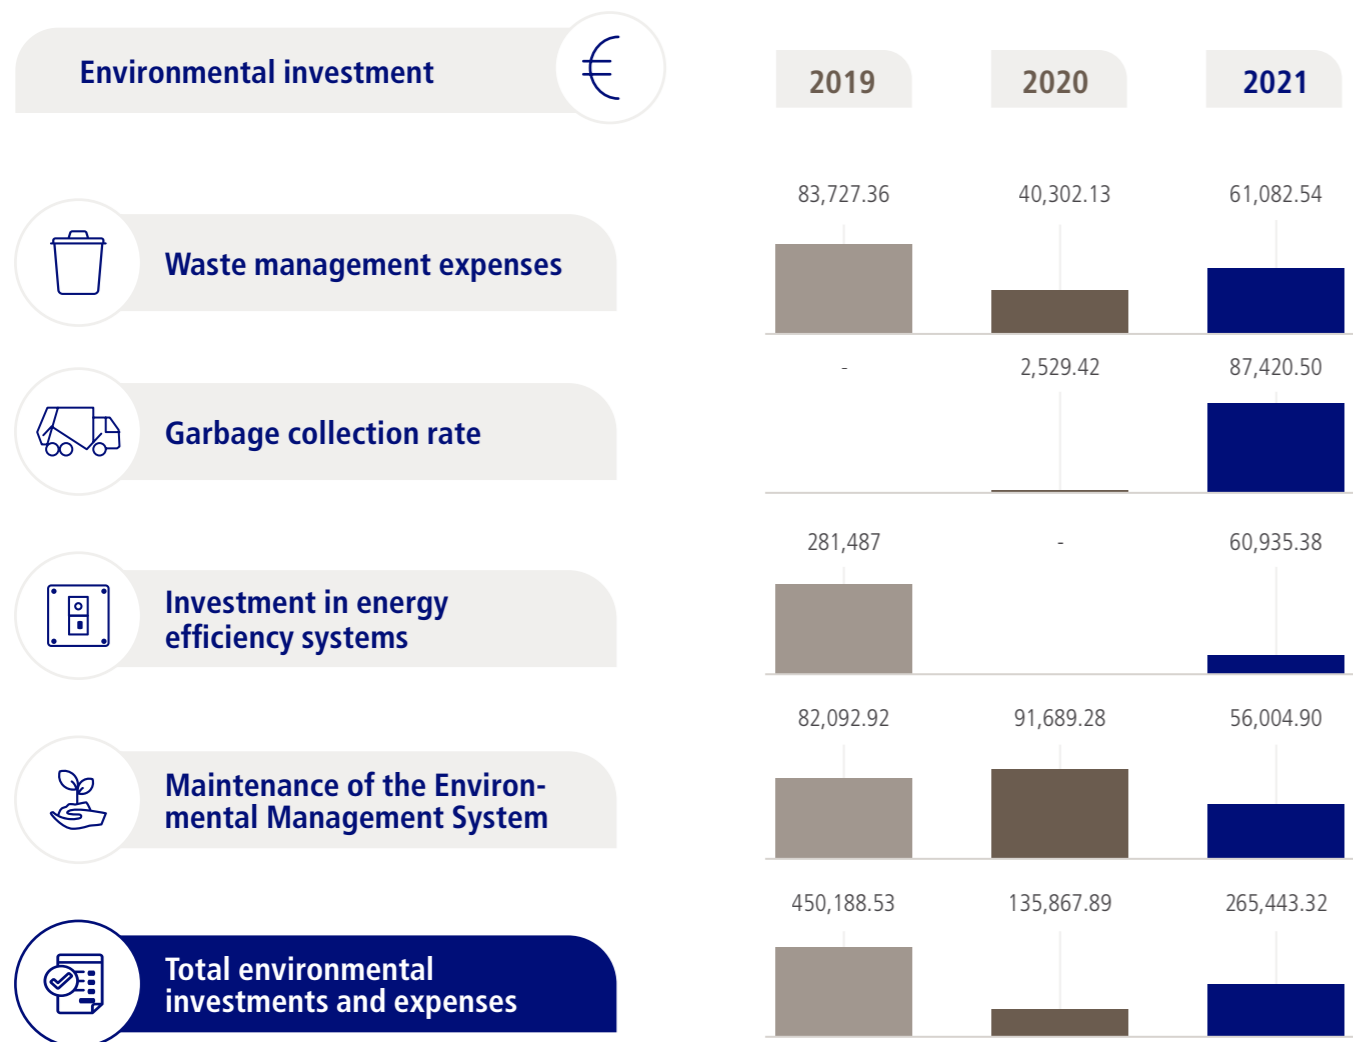 Environmental investment
€
2019 2020 2021
83,727.36 40,302.13 61,082.54
Waste management expenses
- 2,529.42 87,420.50
Garbage collection rate
281,487 - 60,935.38
Investment in energy
efficiency systems
82,092.92 91,689.28 56,004.90
Maintenance of the Environ-
mental Management System
450,188.53 135,867.89 265,443.32
Total environmental
investments and expenses